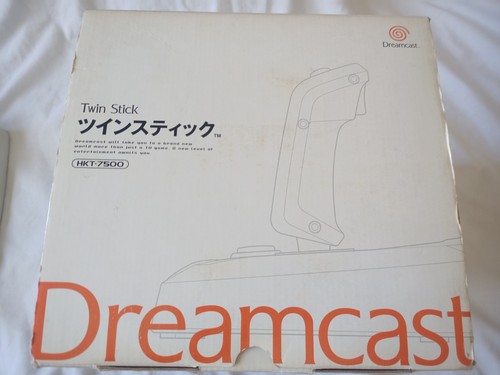 Dreamcast
Twin Stick
ツインスティック™
Dreamcast will take you to a brand new
world more than just a TV game. A new level of
entertainment awaits you
HKT-7500
Dreamcast